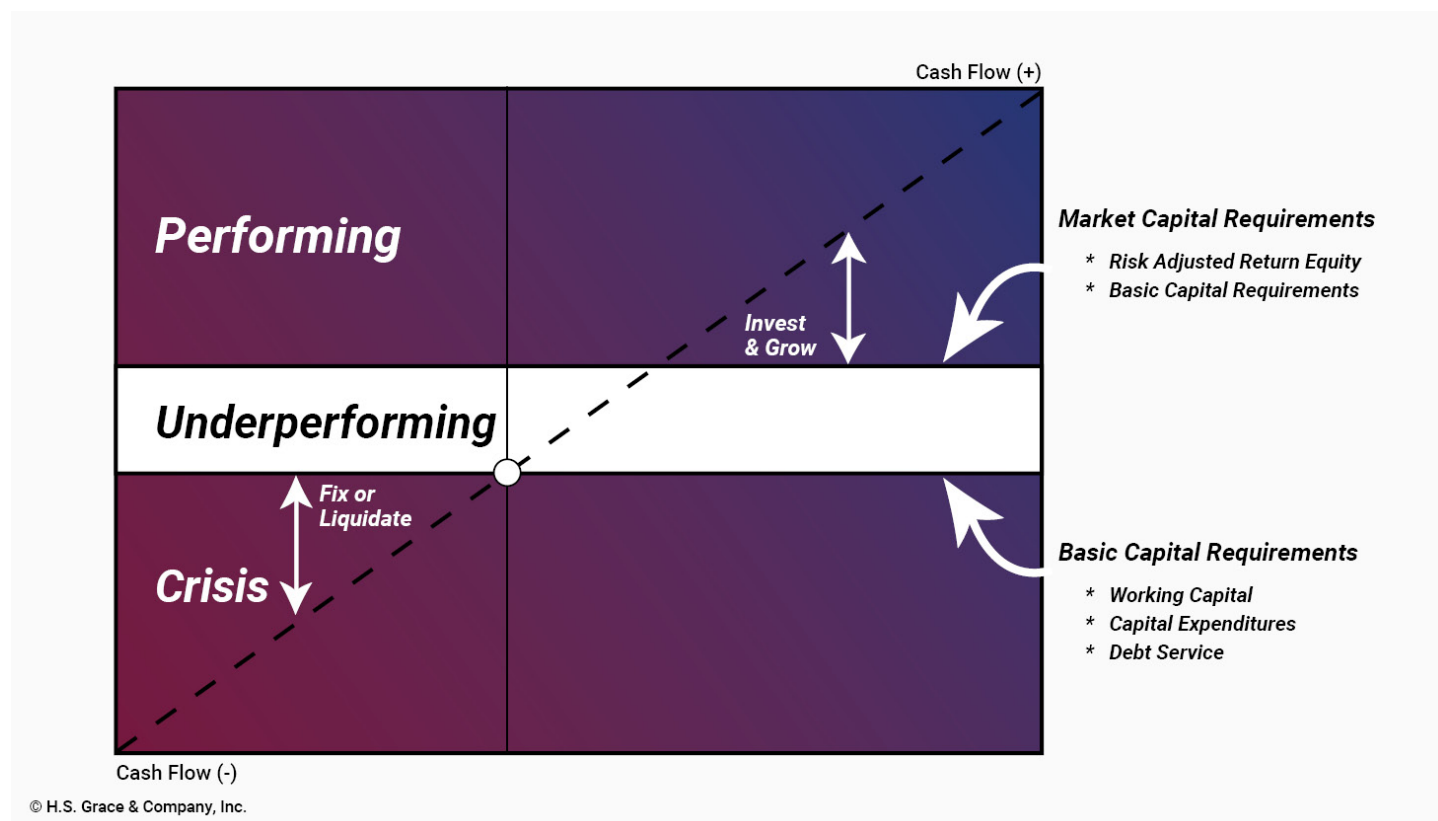 Cash Flow (+)
Performing
Market Capital Requirements
* Risk Adjusted Return Equity
* Basic Capital Requirements
Invest
& Grow
Underperforming
Fix or
Liquidate
Crisis
Basic Capital Requirements
* Working Capital
* Capital Expenditures
* Debt Service
Cash Flow (-)
© H.S. Grace & Company, Inc.